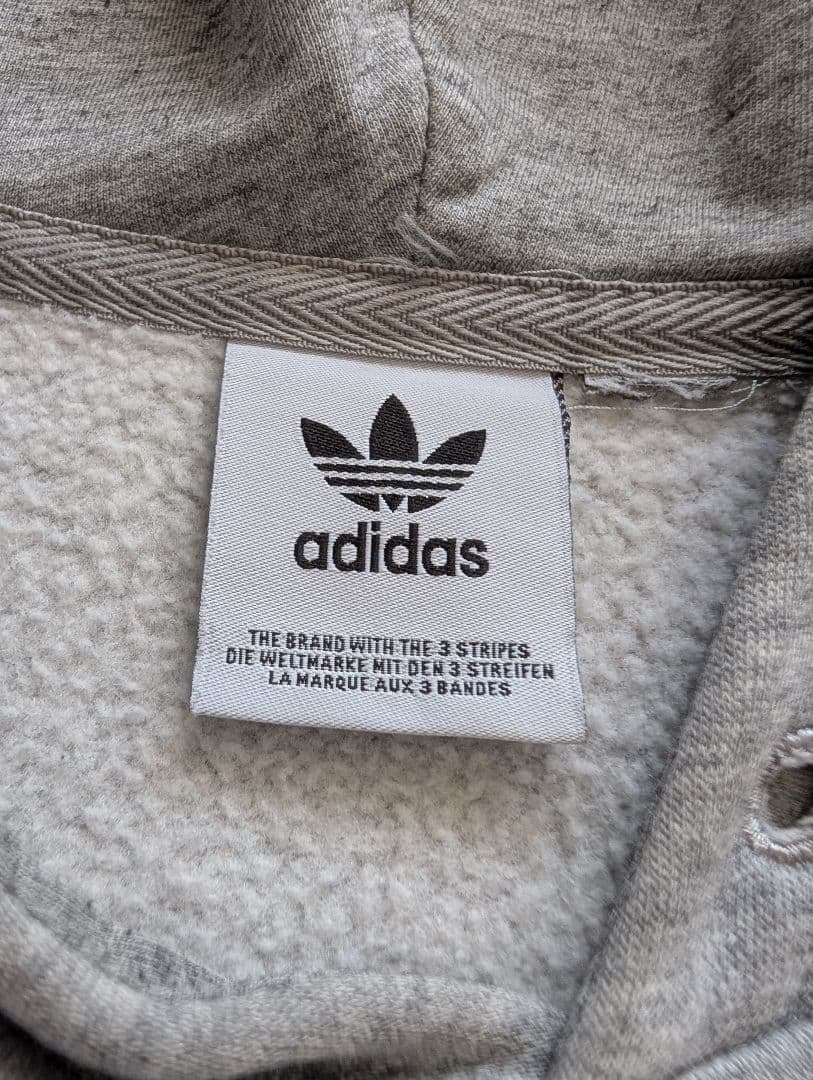 adidas
THE BRAND WITH THE 3 STRIPES
DIE WELTMARKE MIT DEN 3 STREIFEN
LA MARQUE AUX 3 BANDES